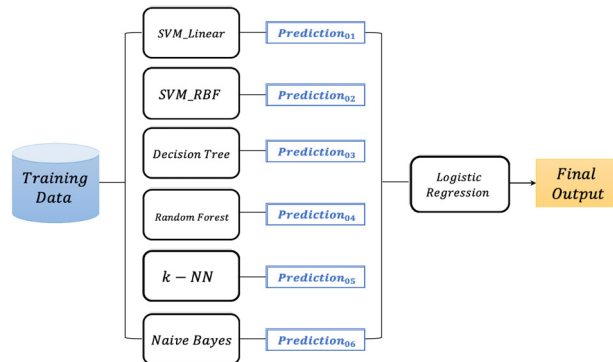 SVM_Linear
Prediction01
SVM_RBF
Prediction02
Decision Tree
Prediction03
Training
Data
Logistic
Regression
Final
Output
Random Forest
Prediction04
k − NN
Prediction05
Naive Bayes
Prediction06